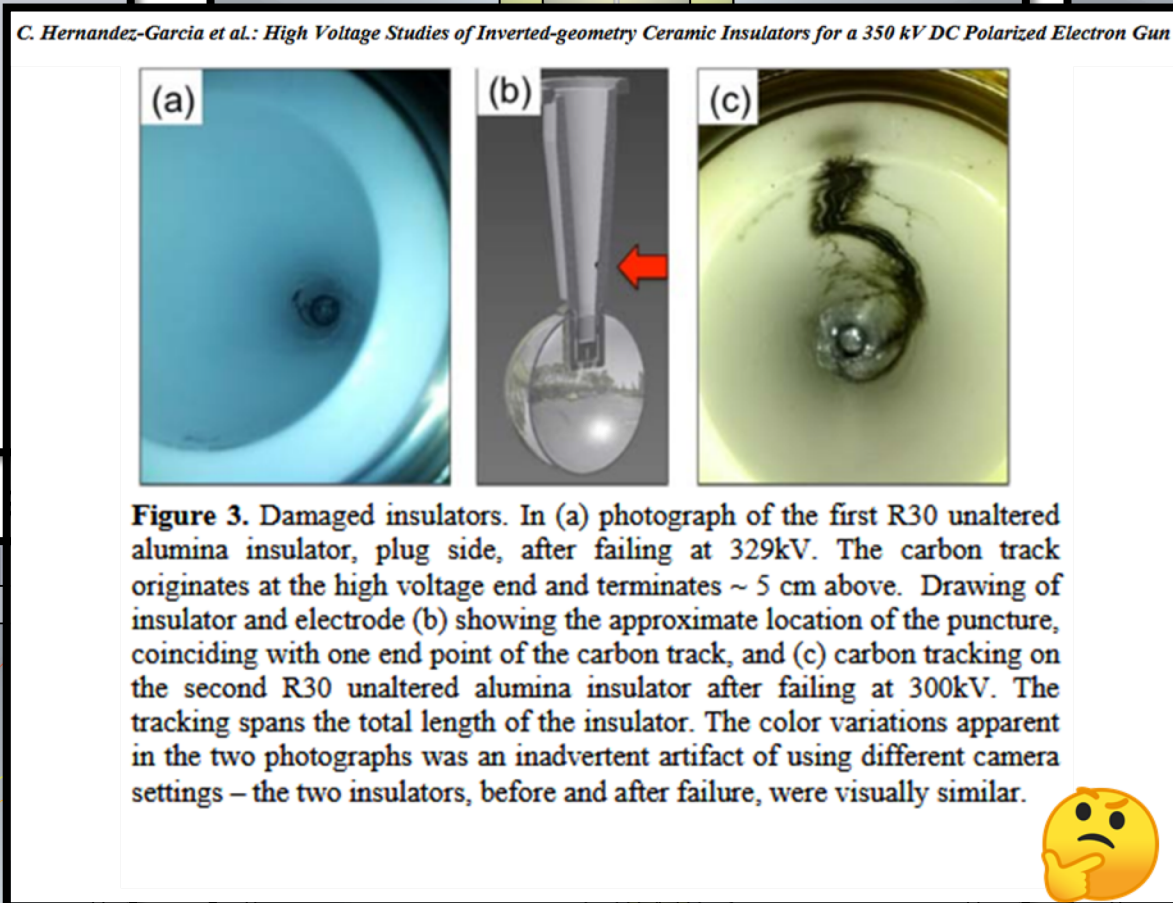 C. Hernandez-Garcia et al.: High Voltage Studies of Inverted-geometry Ceramic Insulators for a 350 kV DC Polarized Electron Gun
(a)
(b)
(c)
Figure 3. Damaged insulators. In (a) photograph of the first R30 unaltered
alumina insulator, plug side, after failing at 329kV. The carbon track
originates at the high voltage end and terminates ~ 5 cm above. Drawing of
insulator and electrode (b) showing the approximate location of the puncture,
coinciding with one end point of the carbon track, and (c) carbon tracking on
the second R30 unaltered alumina insulator after failing at 300kV. The
tracking spans the total length of the insulator. The color variations apparent
in the two photographs was an inadvertent artifact of using different camera
settings – the two insulators, before and after failure, were visually similar.